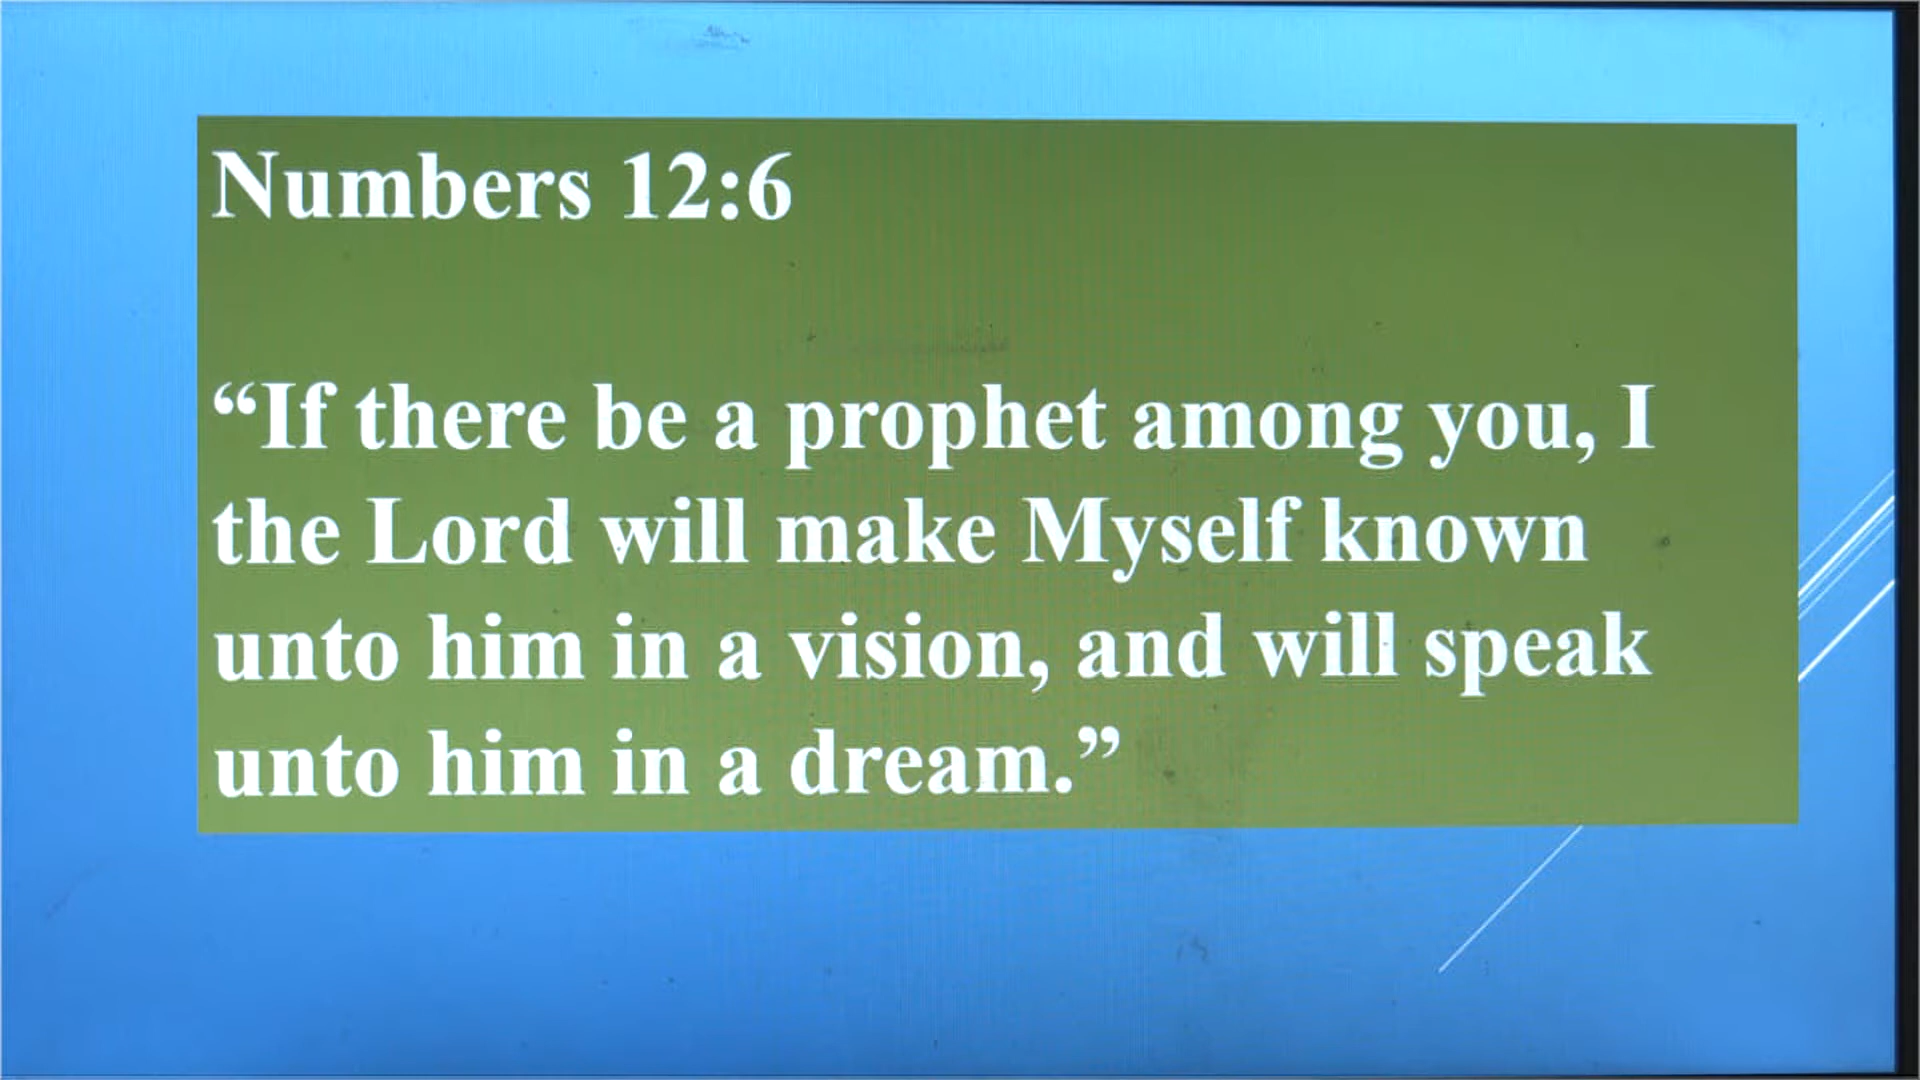 Numbers 12:6
“If there be a prophet among you, I
the Lord will make Myself known
unto him in a vision, and will speak
unto him in a dream.”